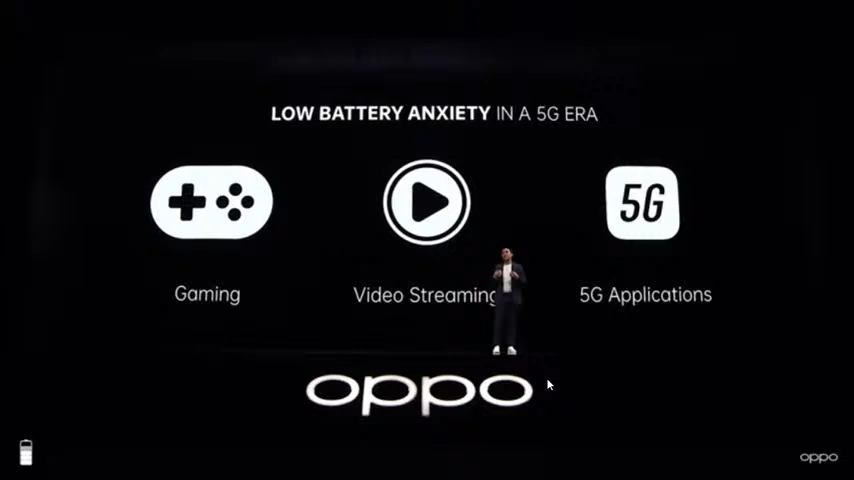 LOW BATTERY ANXIETY IN A 5G ERA
5G
Gaming
Video Streaming
5G Applications
oppo
oppo